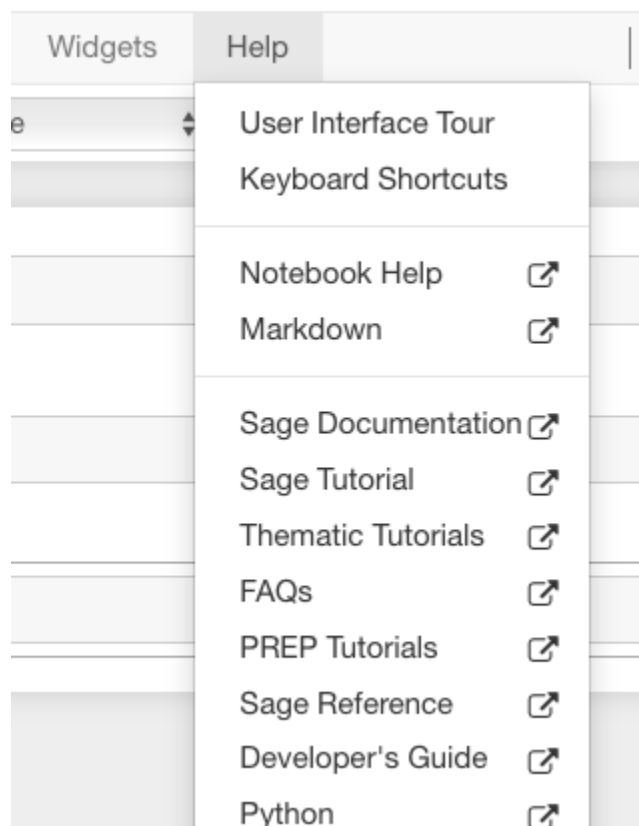 Widgets Help
e
User Interface Tour
Keyboard Shortcuts
Notebook Help
Markdown
Sage Documentation
Sage Tutorial
Thematic Tutorials
FAQs
PREP Tutorials
Sage Reference
Developer's Guide
Python